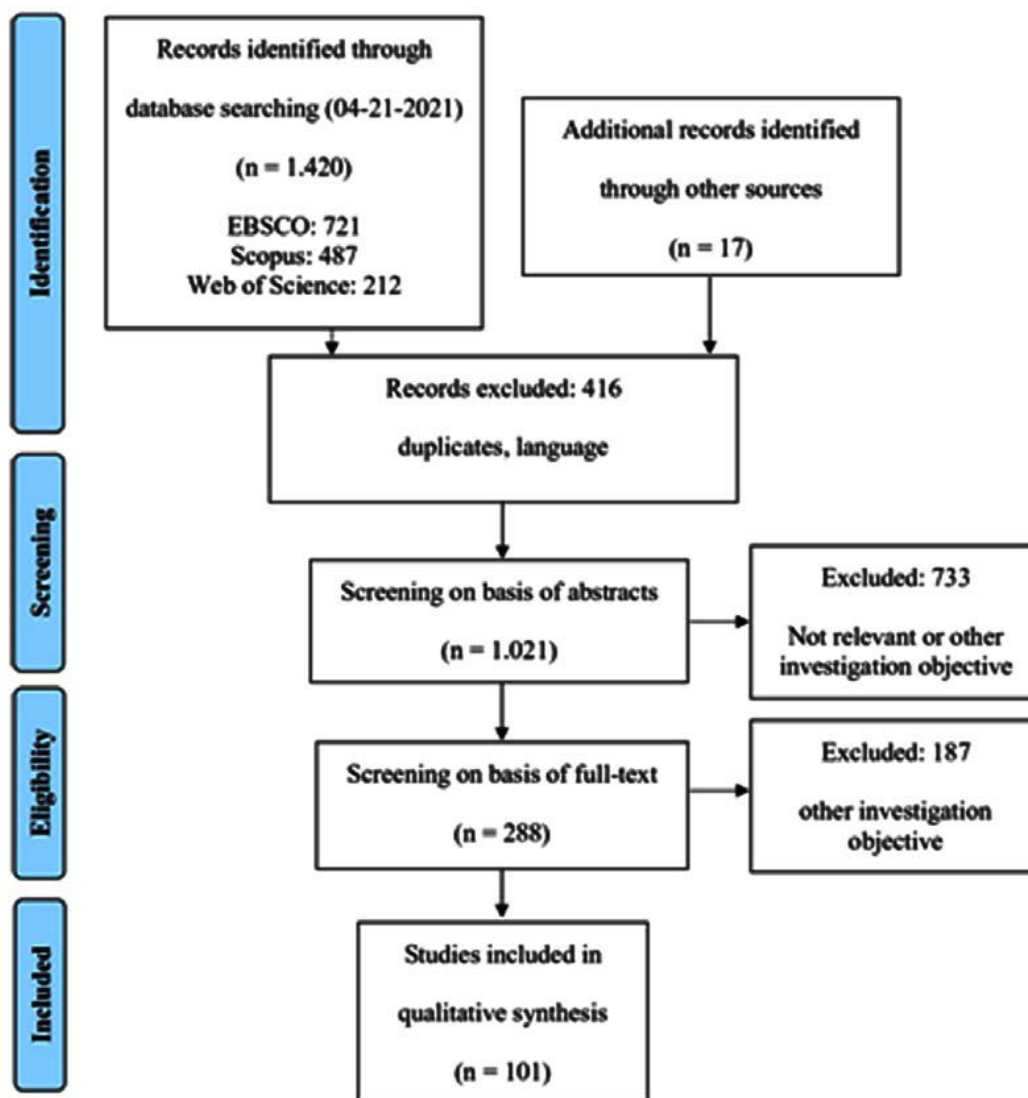 Identification
Records identified through
database searching (04-21-2021)
(n = 1.420)
EBSCO: 721
Scopus: 487
Web of Science: 212
Additional records identified
through other sources
(n = 17)
Records excluded: 416
duplicates, language
Screening
Screening on basis of abstracts
(n = 1.021)
Excluded: 733
Not relevant or other
investigation objective
Eligibility
Screening on basis of full-text
(n = 288)
Excluded: 187
other investigation
objective
Included
Studies included in
qualitative synthesis
(n = 101)